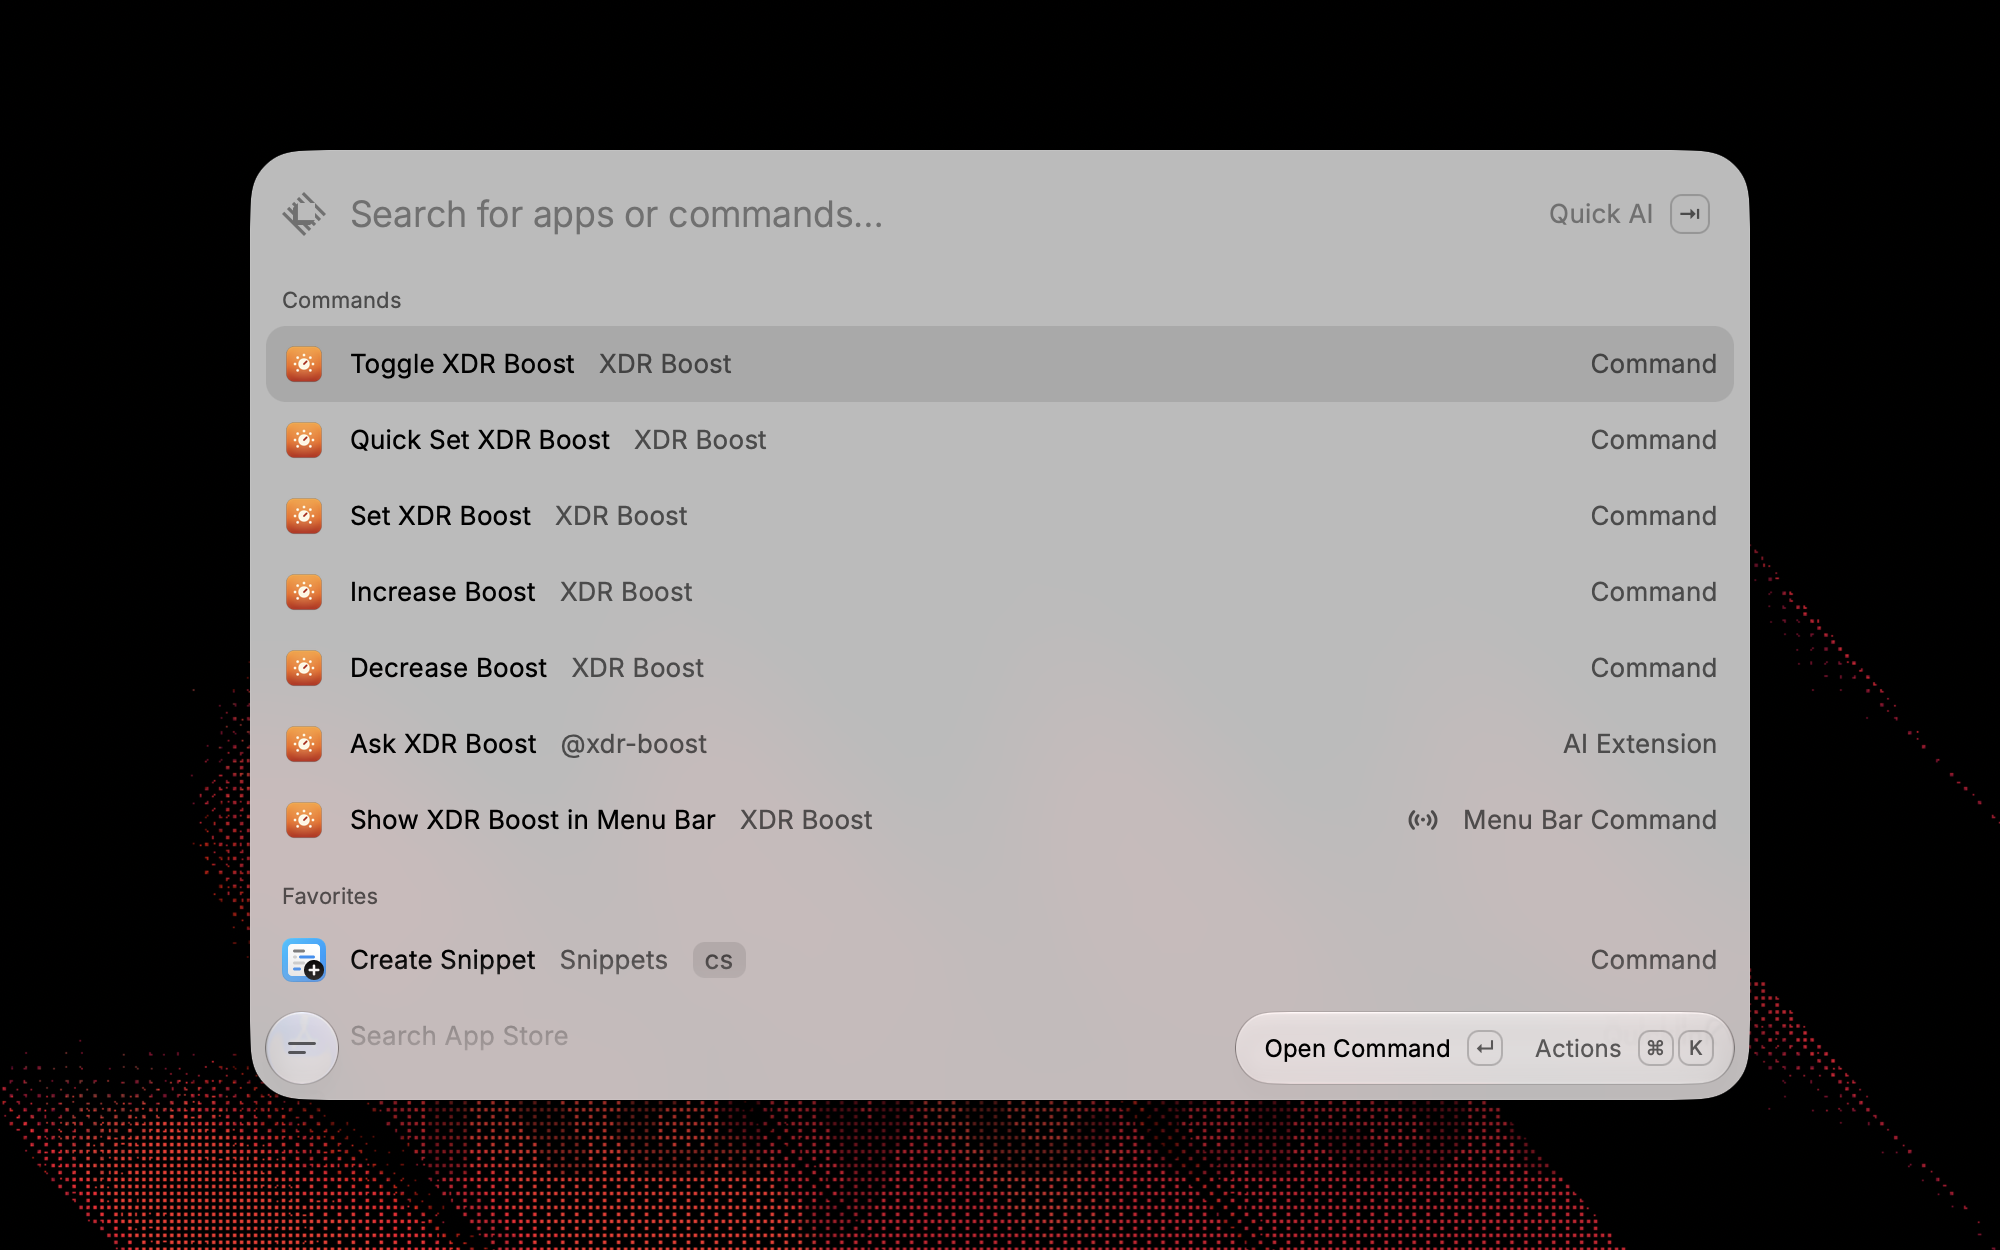 Search for apps or commands... Quick AI
Commands
Toggle XDR Boost XDR Boost Command
Quick Set XDR Boost XDR Boost Command
Set XDR Boost XDR Boost Command
Increase Boost XDR Boost Command
Decrease Boost XDR Boost Command
Ask XDR Boost @xdr-boost AI Extension
Show XDR Boost in Menu Bar XDR Boost Menu Bar Command
Favorites
Create Snippet Snippets cs Command
Search App Store
Open Command ↵ Actions ⌘ K